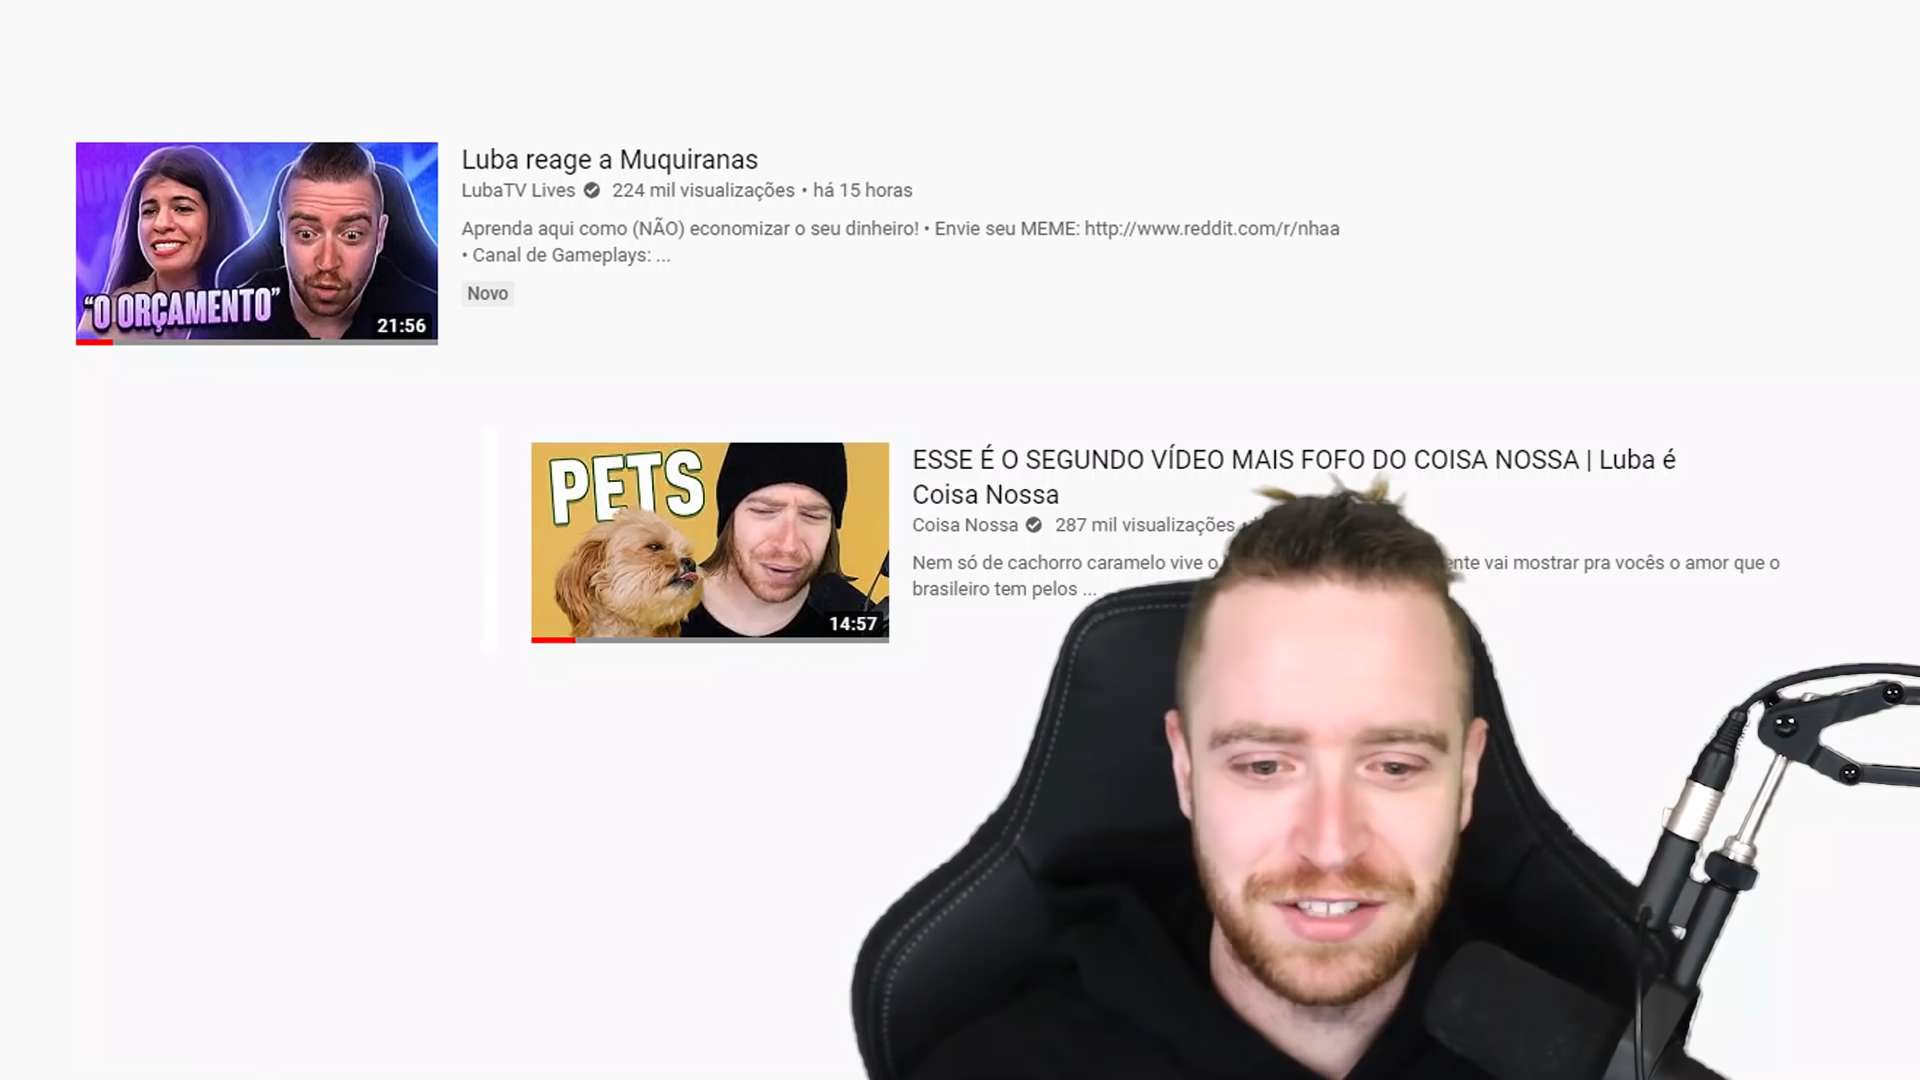 Luba reage a Muquiranas
LubaTV Lives 224 mil visualizações • há 15 horas
Aprenda aqui como (NÃO) economizar o seu dinheiro! • Envie seu MEME: http://www.reddit.com/r/nhaa
• Canal de Gameplays: ...
Novo
"O ORÇAMENTO"
21:56
PETS
14:57
ESSE É O SEGUNDO VÍDEO MAIS FOFO DO COISA NOSSA | Luba é
Coisa Nossa
Coisa Nossa 287 mil visualizações
Nem só de cachorro caramelo vive o vai mostrar pra vocês o amor que o
brasileiro tem pelos ...